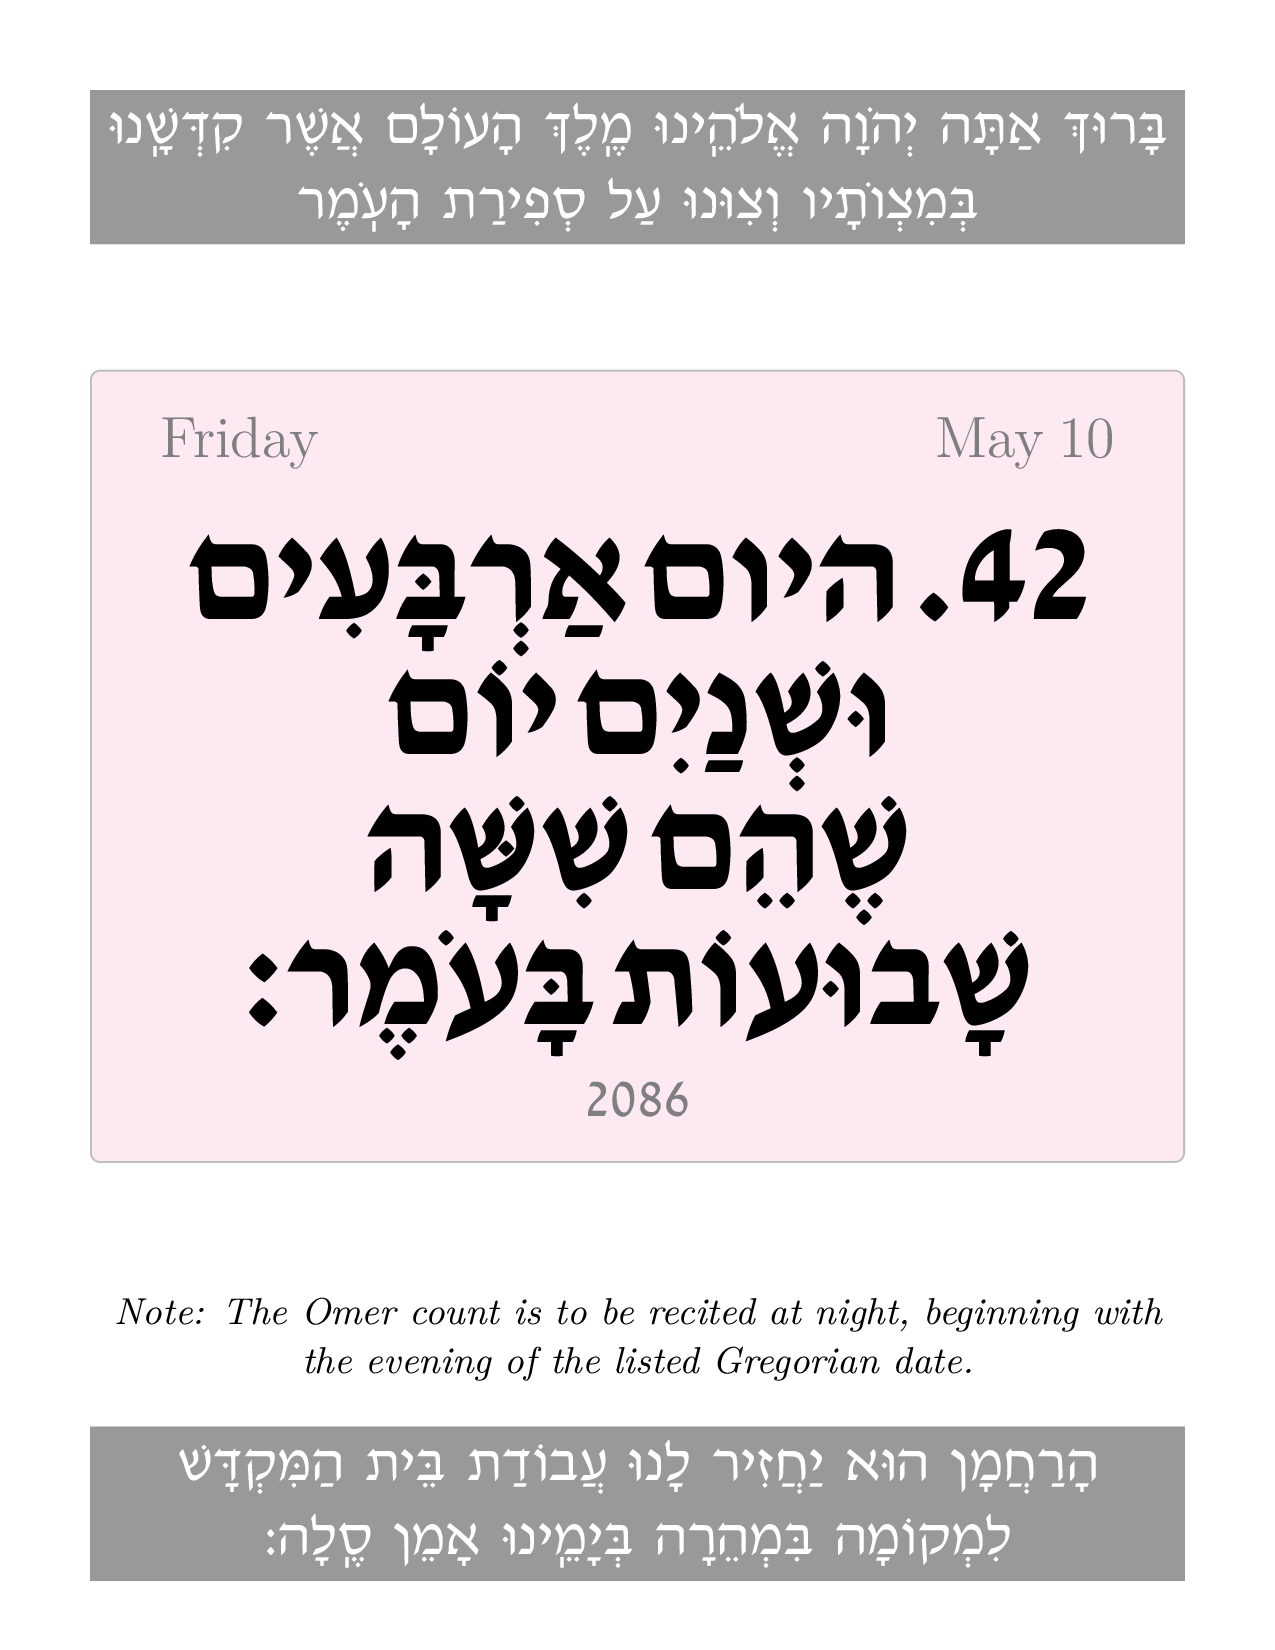 בָּרוּךְ אַתָּה יְהֹוָה אֱלֹהֵֽינוּ מֶֽלֶךְ הָעוֹלָם אֲשֶׁר קִדְּשָֽׁנוּ
בְּמִצְוֹתָיו וְצִוּנוּ עַל סְפִירַת הָעֹֽמֶר
Friday May 10
42. היום אַרְבָּעִים
וּשְׁנַיִם יוֹם
שֶׁהֵם שִׁשָּׁה
שָׁבוּעוֹת בָּעֹמֶר:
2086
Note: The Omer count is to be recited at night, beginning with
the evening of the listed Gregorian date.
הָרַחֲמָן הוּא יַחֲזִיר לָנוּ עֲבוֹדַת בֵּית הַמִּקְדָּשׁ
לִמְקוֹמָהּ בִּמְהֵרָה בְּיָמֵֽינוּ אָמֵן סֶֽלָה: